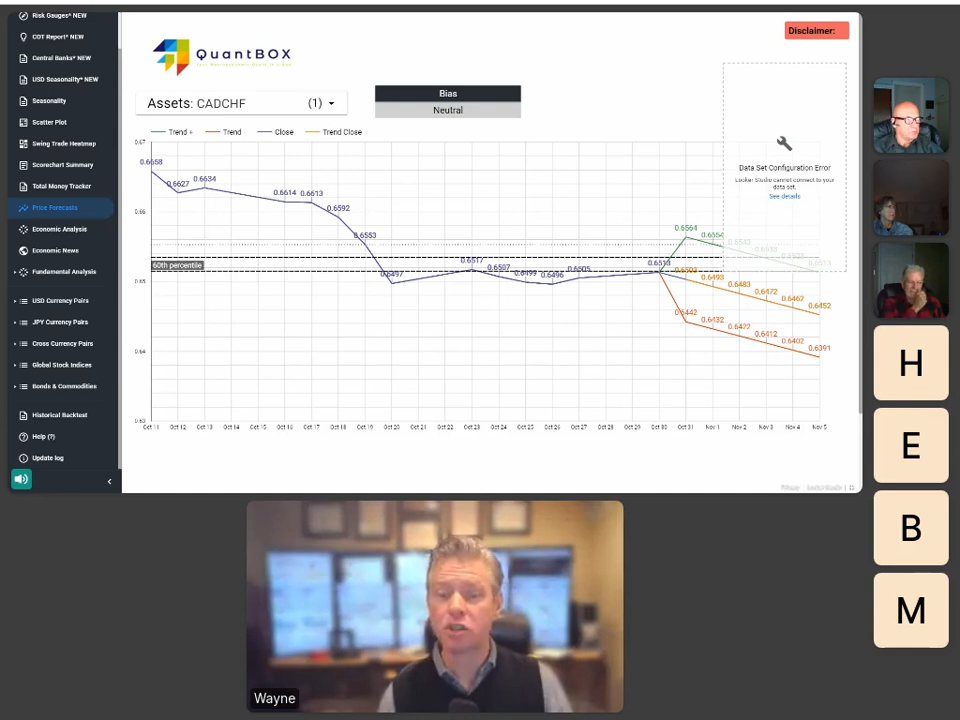 Risk Gauges* NEW
COT Report* NEW
Central Banks* NEW
USD Seasonality* NEW
Seasonality
Scatter Plot
Swing Trade Heatmap
Scorechart Summary
Total Money Tracker
Price Forecasts
Economic Analysis
Economic News
Fundamental Analysis
USD Currency Pairs
JPY Currency Pairs
Cross Currency Pairs
Global Stock Indices
Bonds & Commodities
Historical Backtest
Help (?)
Update log
QuantBOX
Disclaimer:
Assets: CADCHF (1)
Bias
Neutral
Trend + Trend Close Trend Close
Data Set Configuration Error
Looker Studio cannot connect to your
data set.
See details
0.67
0.66
0.65
0.64
0.63
0.6658
0.6627
0.6634
0.6614
0.6613
0.6592
0.6553
0.6497
0.6517
0.6507
0.6499
0.6496
0.6505
0.6513
0.6564
0.6554
0.6543
0.6493
0.6483
0.6472
0.6462
0.6452
0.6442
0.6432
0.6422
0.6412
0.6402
0.6391
60th percentile
Oct 11 Oct 12 Oct 13 Oct 14 Oct 15 Oct 16 Oct 17 Oct 18 Oct 19 Oct 20 Oct 22 Oct 23 Oct 24 Oct 25 Oct 26 Oct 27 Oct 29 Oct 30 Oct 31 Nov 1 Nov 2 Nov 3 Nov 4 Nov 5
H
E
B
M
Wayne